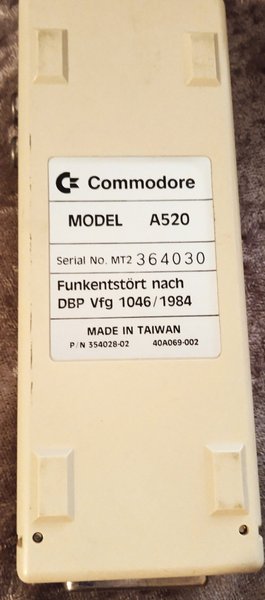 Commodore
MODEL A520
Serial No. MT2 364030
Funkentstört nach
DBP Vfg 1046/1984
MADE IN TAIWAN
P/N 354028-02 40A069-002